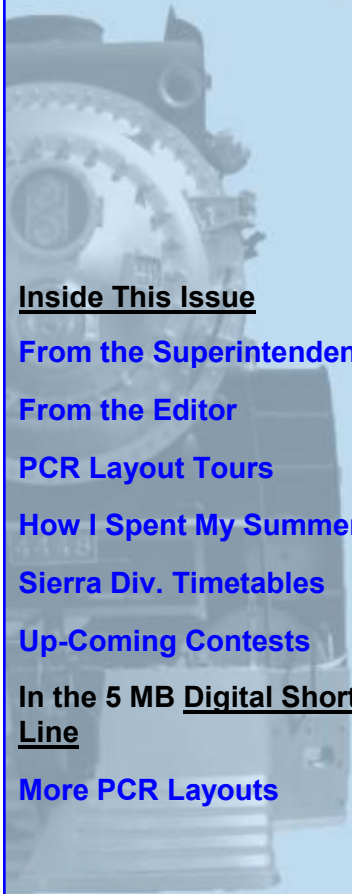 Inside This Issue
From the Superintenden
From the Editor
PCR Layout Tours
How I Spent My Summer
Sierra Div. Timetables
Up-Coming Contests
In the 5 MB Digital Short
Line
More PCR Layouts